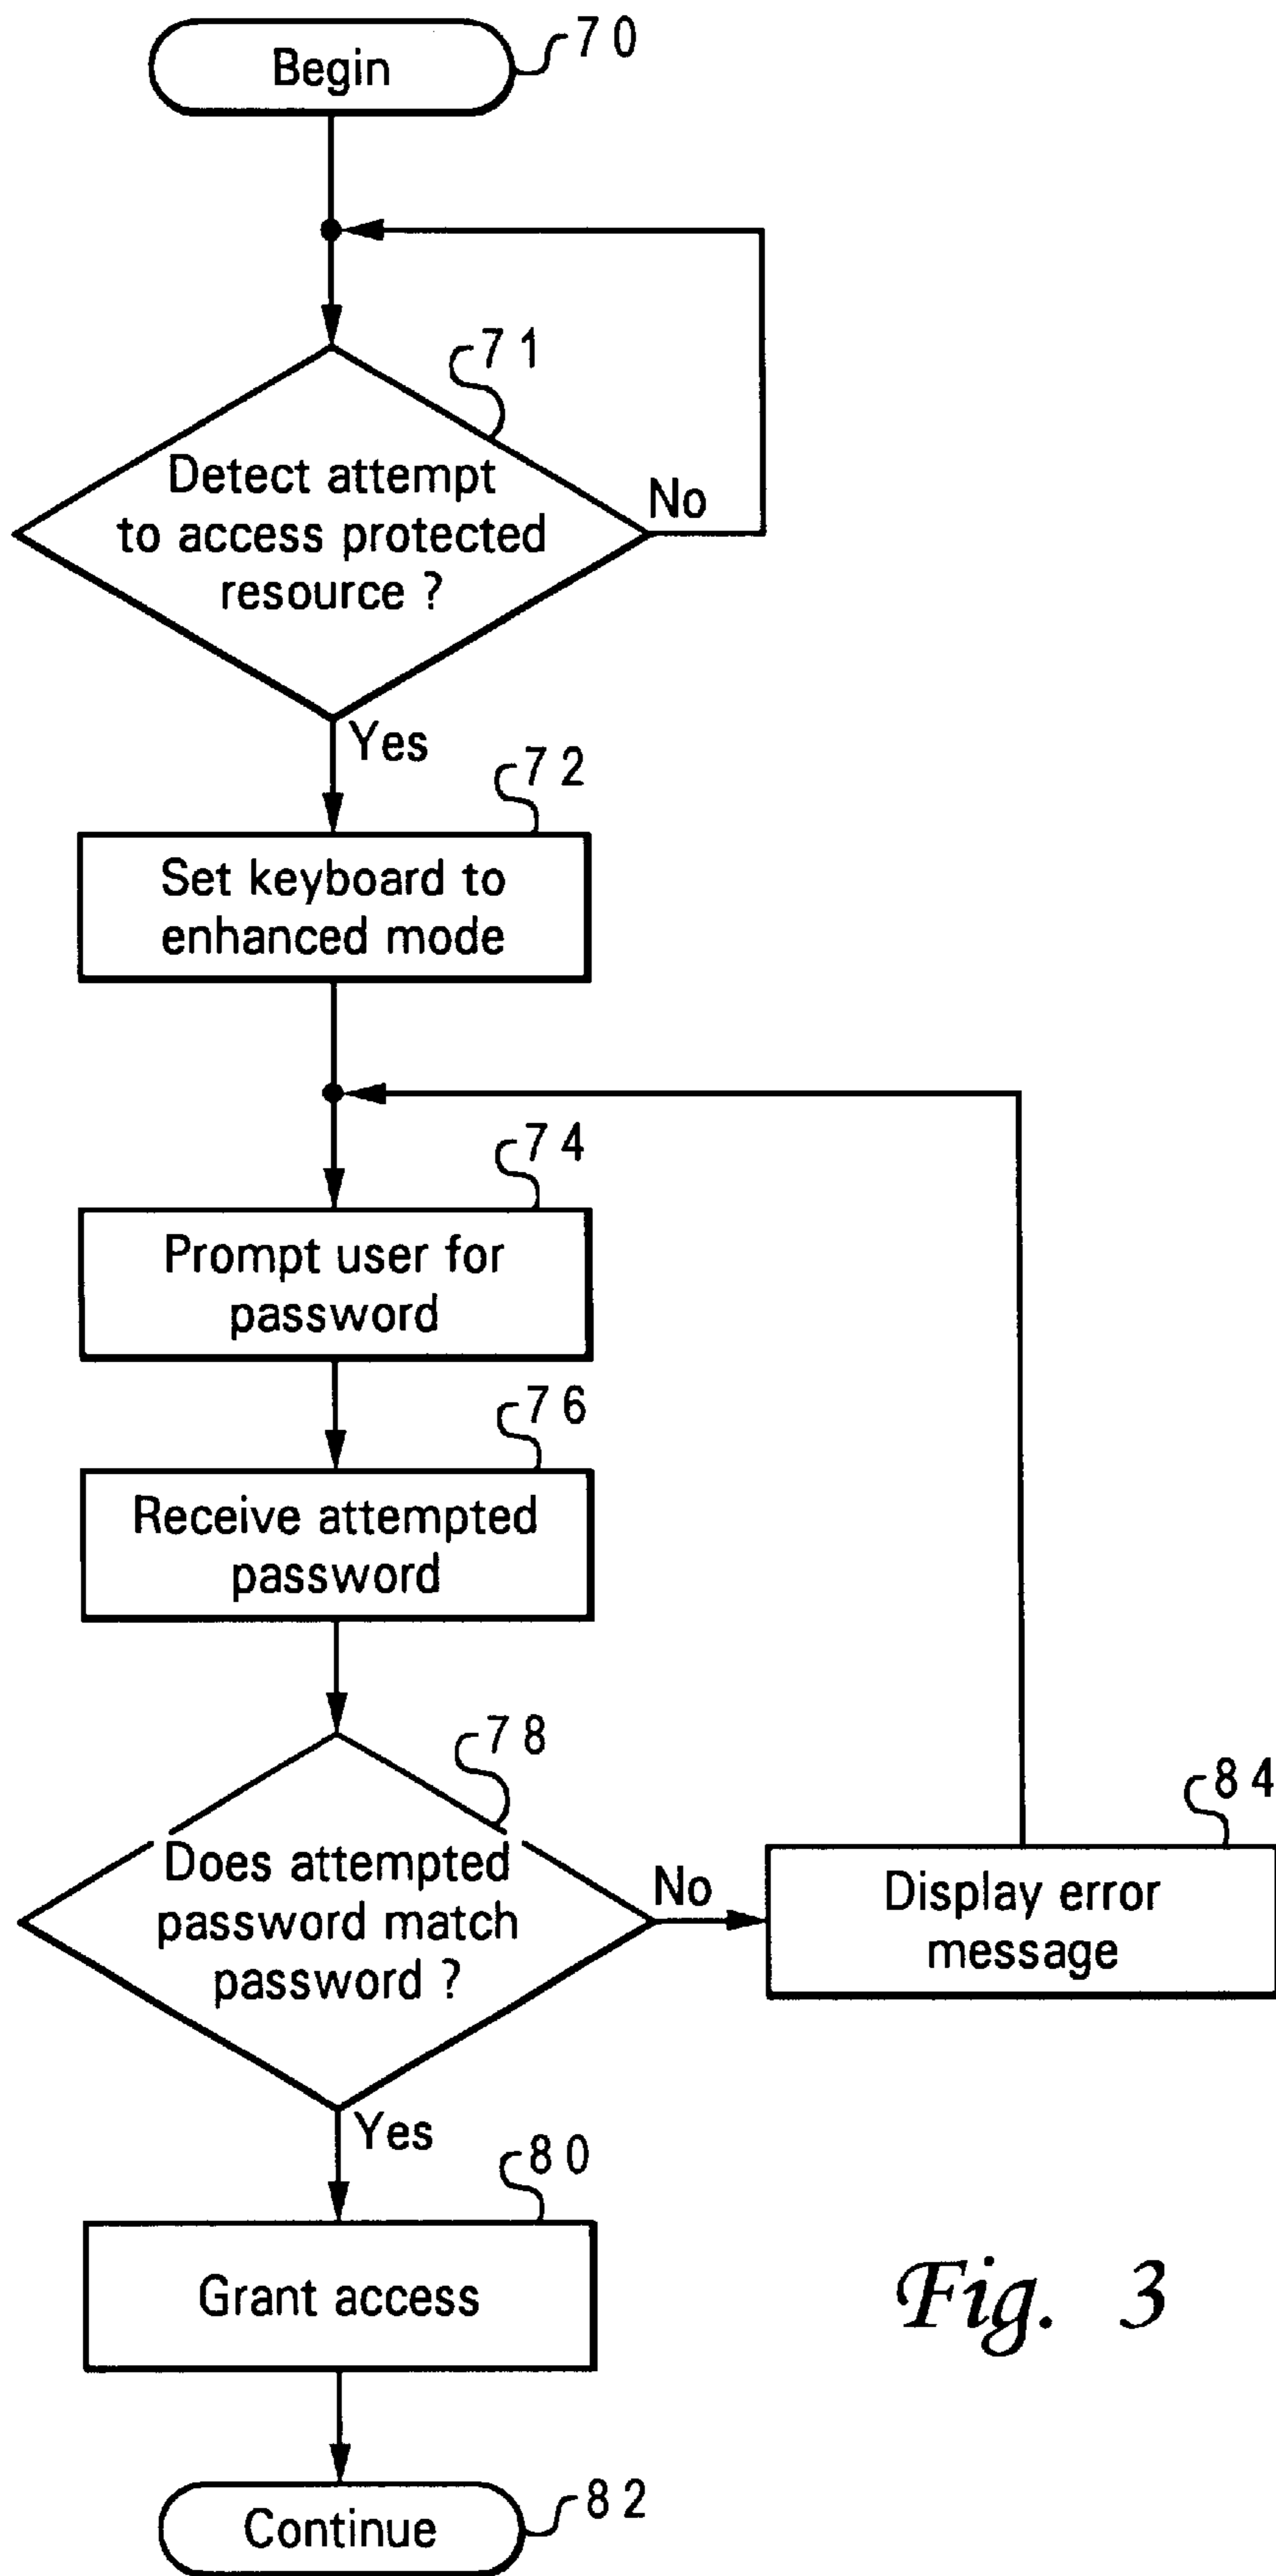 Begin
70
71
Detect attempt
to access protected
resource ?
No
Yes
72
Set keyboard to
enhanced mode
74
Prompt user for
password
76
Receive attempted
password
78
Does attempted
password match
password ?
No
84
Display error
message
Yes
80
Grant access
Fig. 3
Continue
82